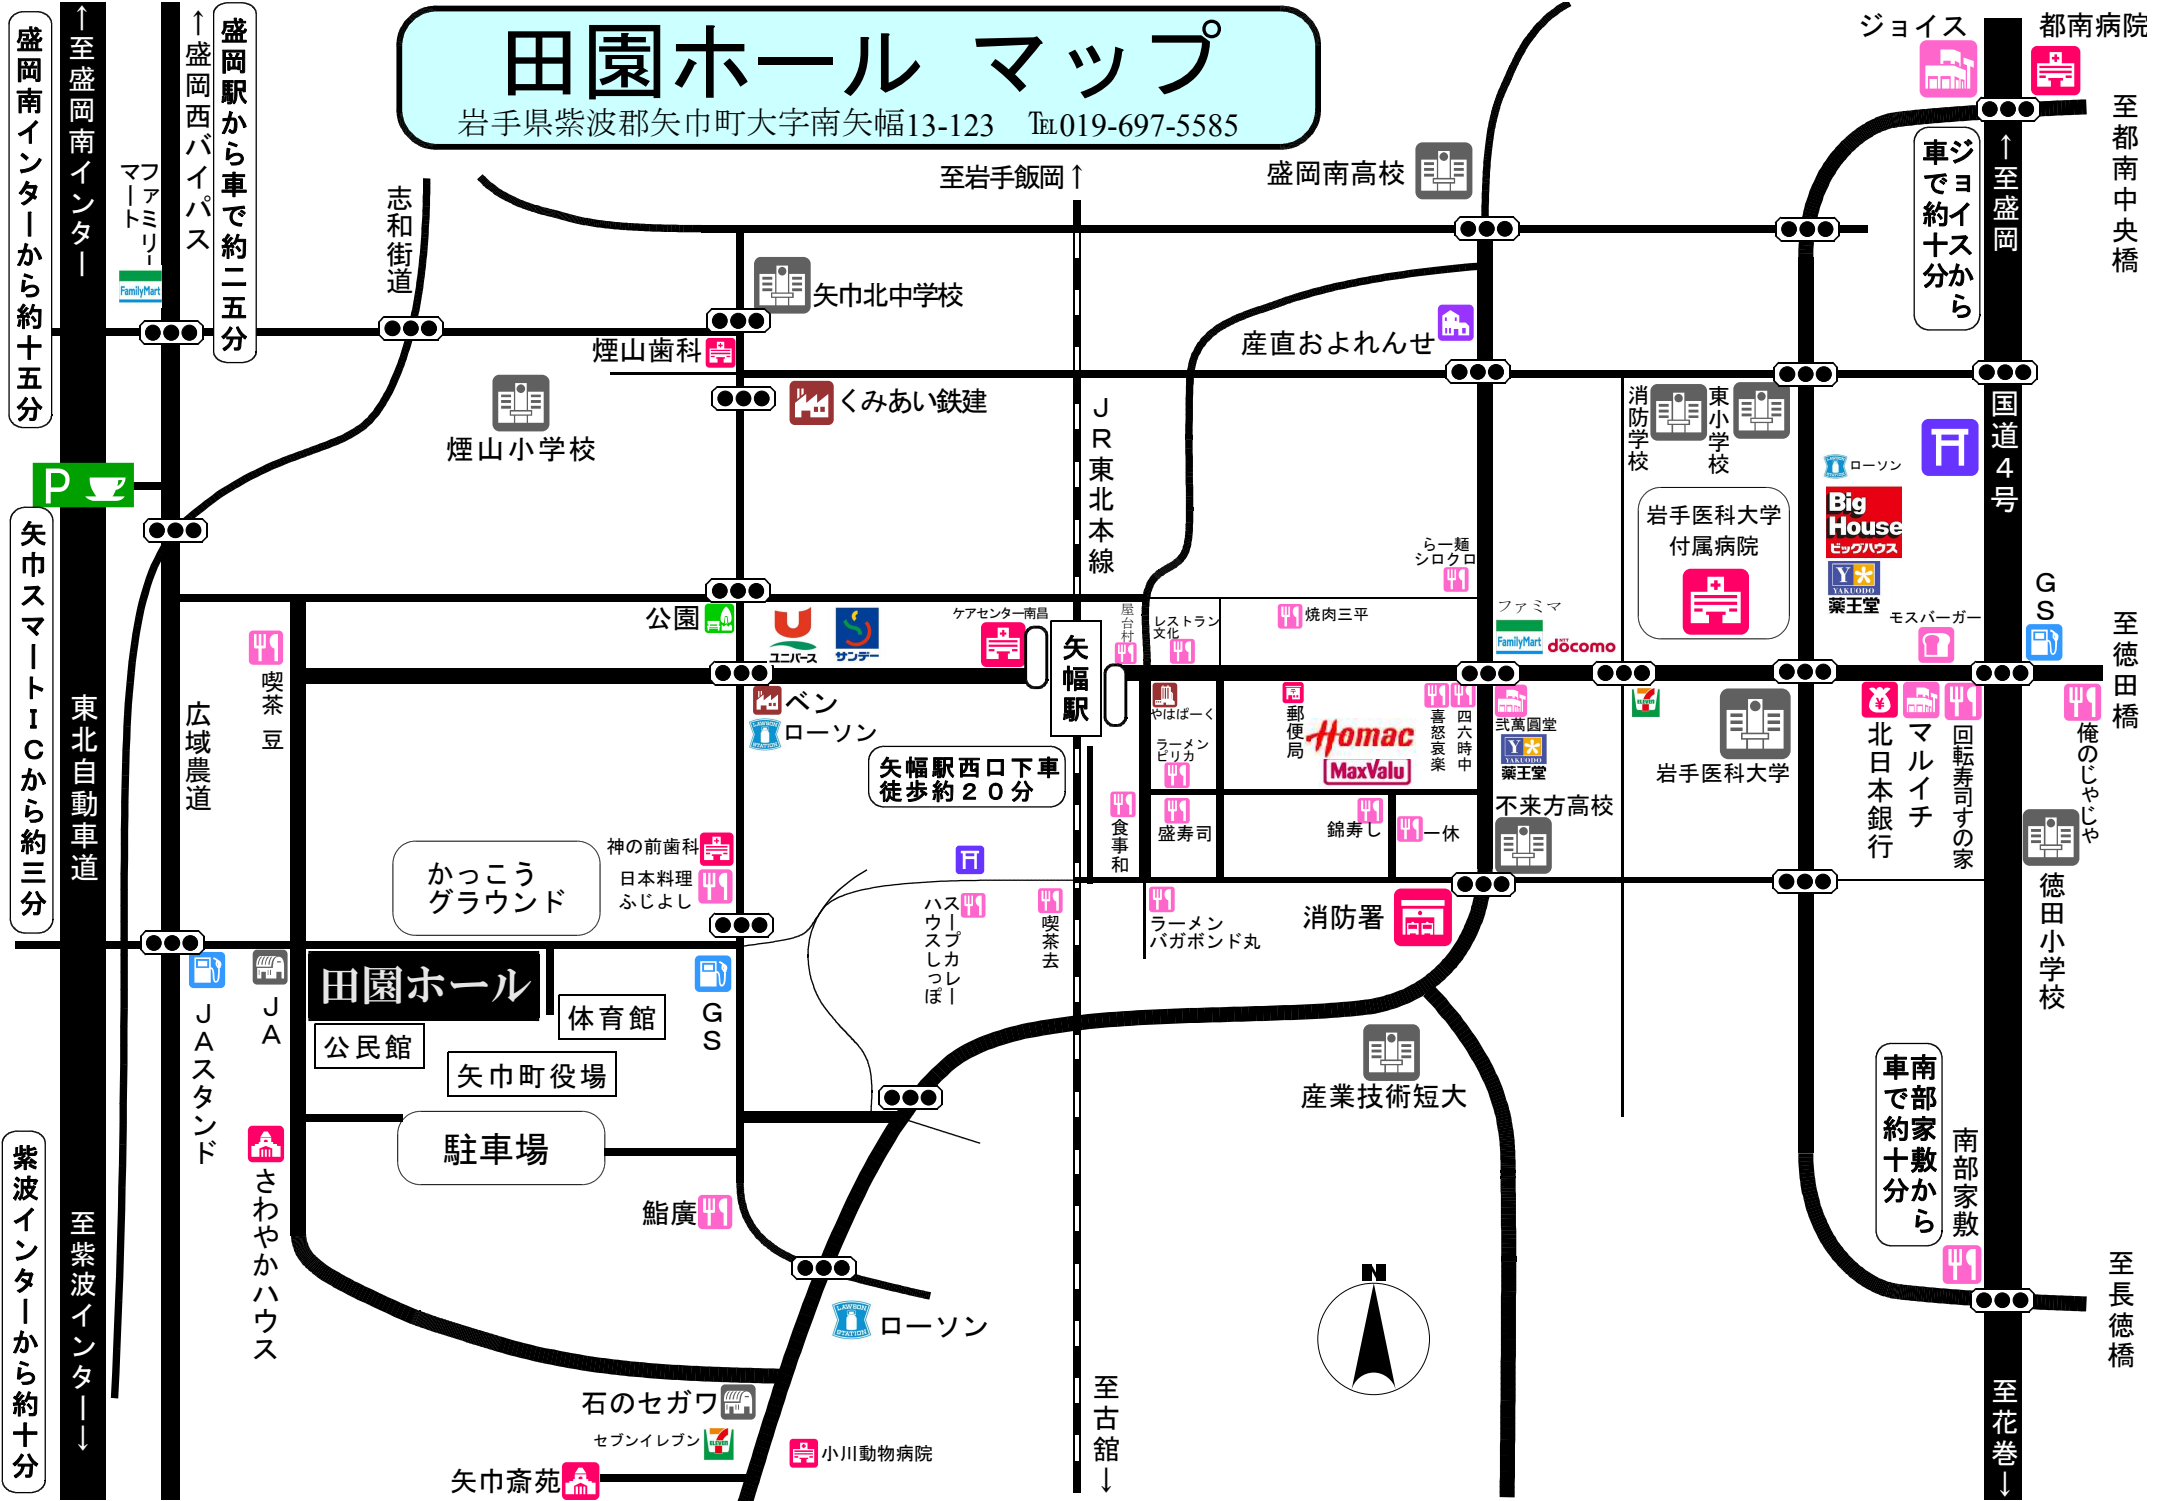 田園ホール マップ
岩手県紫波郡矢巾町大字南矢幅13-123 ℡019-697-5585
盛岡南インターから約十五分
↑至盛岡南インター
↑盛岡西バイパス
盛岡駅から車で約二五分
ファミリーマート
FamilyMart
志和街道
至岩手飯岡↑
盛岡南高校
ジョイス
都南病院
至都南中央橋
ジョイスから
車で約十分
↑至盛岡
矢巾北中学校
煙山歯科
くみあい鉄建
煙山小学校
産直およれんせ
JR東北本線
消防学校
東小学校
国道4号
ローソン
Big House
ビッグハウス
YAKUODO
薬王堂
岩手医科大学
付属病院
P
矢巾スマートICから約三分
東北自動車道
広域農道
喫茶 豆
公園
ユニバース
サンデー
ケアセンター南昌
矢幅駅
屋台村
レストラン
文化
焼肉三平
らー麺
シロクロ
ファミマ
FamilyMart
NTT
döcomo
モスバーガー
GS
至徳田橋
ベン
ローソン
やはぱーく
ラーメン
ピリカ
郵便局
Homac
MaxValu
喜怒哀楽
四六時中
弐萬圓堂
YAKUODO
薬王堂
ELEVEN
岩手医科大学
北日本銀行
マルイチ
回転寿司すの家
俺のじゃじゃ
矢幅駅西口下車
徒歩約20分
食事和
盛寿司
錦寿し
一休
不来方高校
徳田小学校
かっこう
グラウンド
神の前歯科
日本料理
ふじよし
スープカレー
ハウスしっぽ
喫茶去
ラーメン
バガボンド丸
消防署
田園ホール
公民館
体育館
矢巾町役場
駐車場
JAスタンド
JA
GS
さわやかハウス
鮨廣
産業技術短大
南部家敷から
車で約十分
南部家敷
至長徳橋
至花巻↓
紫波インターから約十分
至紫波インター↓
LAWSON
STATION
ローソン
石のセガワ
セブンイレブン
ELEVEN
小川動物病院
矢巾斎苑
至古舘↓
N